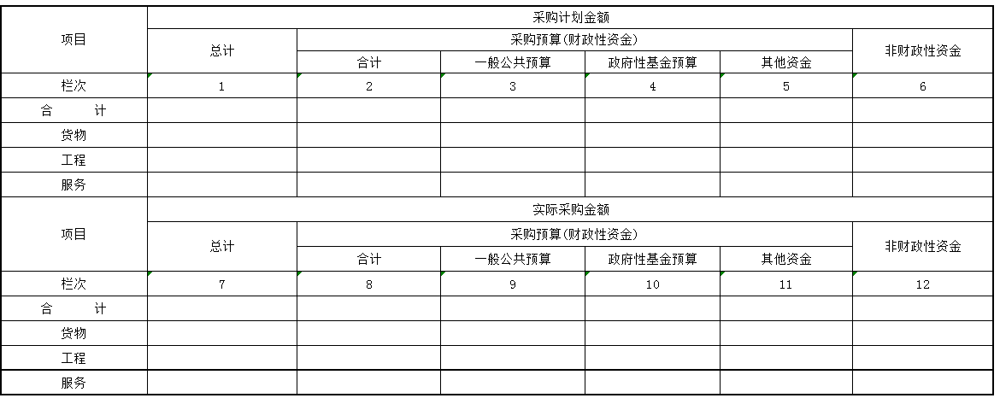 采购计划金额
项目
总计
采购预算(财政性资金)
非财政性资金
合计
一般公共预算
政府性基金预算
其他资金
栏次 1 2 3 4 5 6
合 计
货物
工程
服务
实际采购金额
项目
总计
采购预算(财政性资金)
非财政性资金
合计
一般公共预算
政府性基金预算
其他资金
栏次 7 8 9 10 11 12
合 计
货物
工程
服务